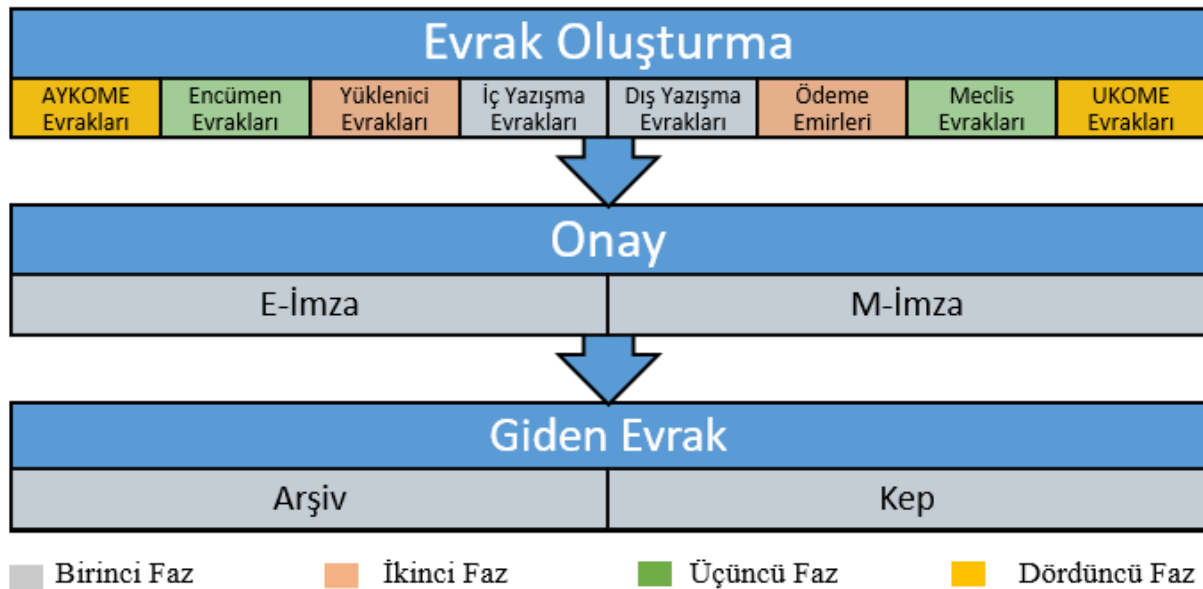 Evrak Oluşturma
AYKOME
Evrakları
Encümen
Evrakları
Yüklenici
Evrakları
İç Yazışma
Evrakları
Dış Yazışma
Evrakları
Ödeme
Emirleri
Meclis
Evrakları
UKOME
Evrakları
Onay
E-İmza
M-İmza
Giden Evrak
Arşiv
Kep
Birinci Faz
İkinci Faz
Üçüncü Faz
Dördüncü Faz